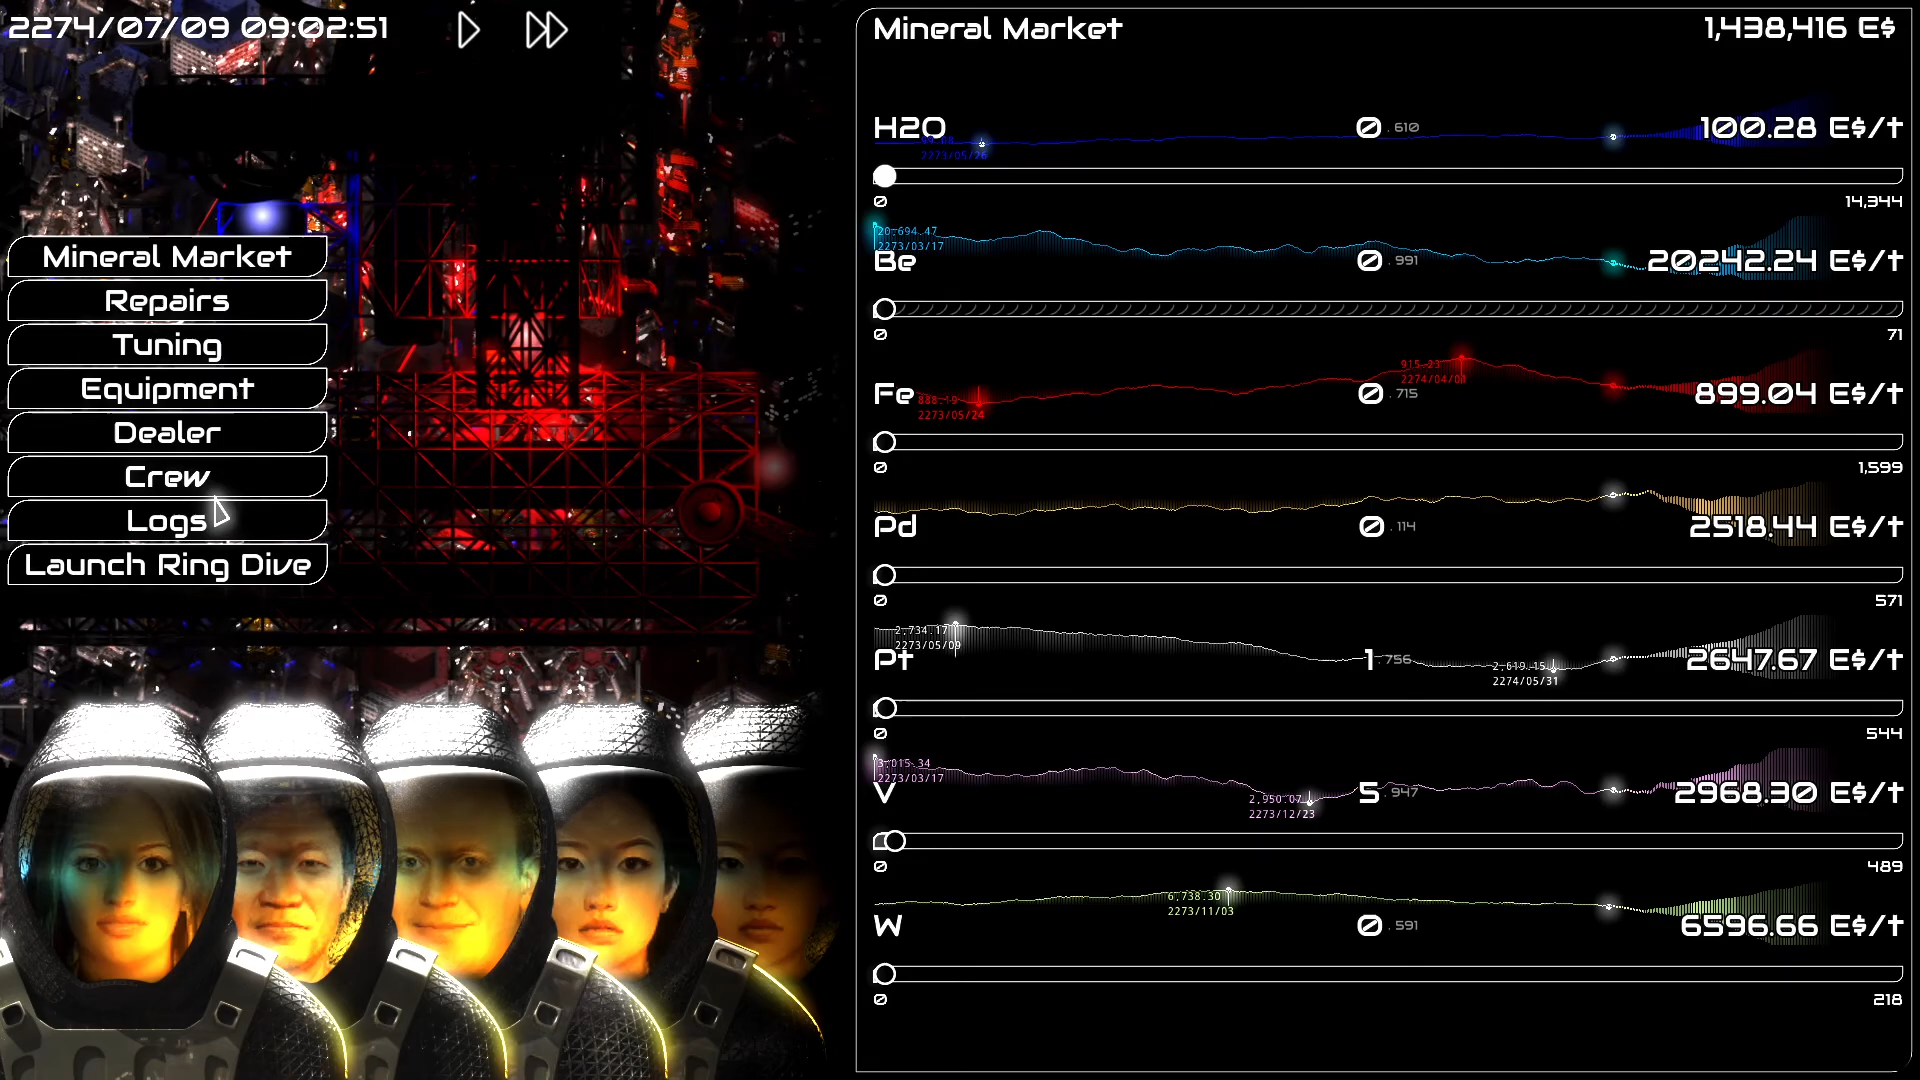 2274/07/09 09:02:51
Mineral Market
Repairs
Tuning
Equipment
Dealer
Crew
Logs
Launch Ring Dive
Mineral Market 1,438,416 E$
H2O 0 .610 100.28 E$/t
2273/05/26
0 14,344
20,694.47
2273/03/17
Be 0 .991 20242.24 E$/t
0 71
915.23
2274/04/01
Fe 0 .715 899.04 E$/t
888.19
2273/05/24
0 1,599
Pd 0 .114 2518.44 E$/t
0 571
2,734.17
2273/05/09
Pt 1 .756 2647.67 E$/t
2,619.15
2274/05/31
0 544
3,015.34
2273/03/17
V 5 .947 2968.30 E$/t
2,950.07
2273/12/23
0 489
6,738.30
2273/11/03
W 0 .591 6596.66 E$/t
0 218